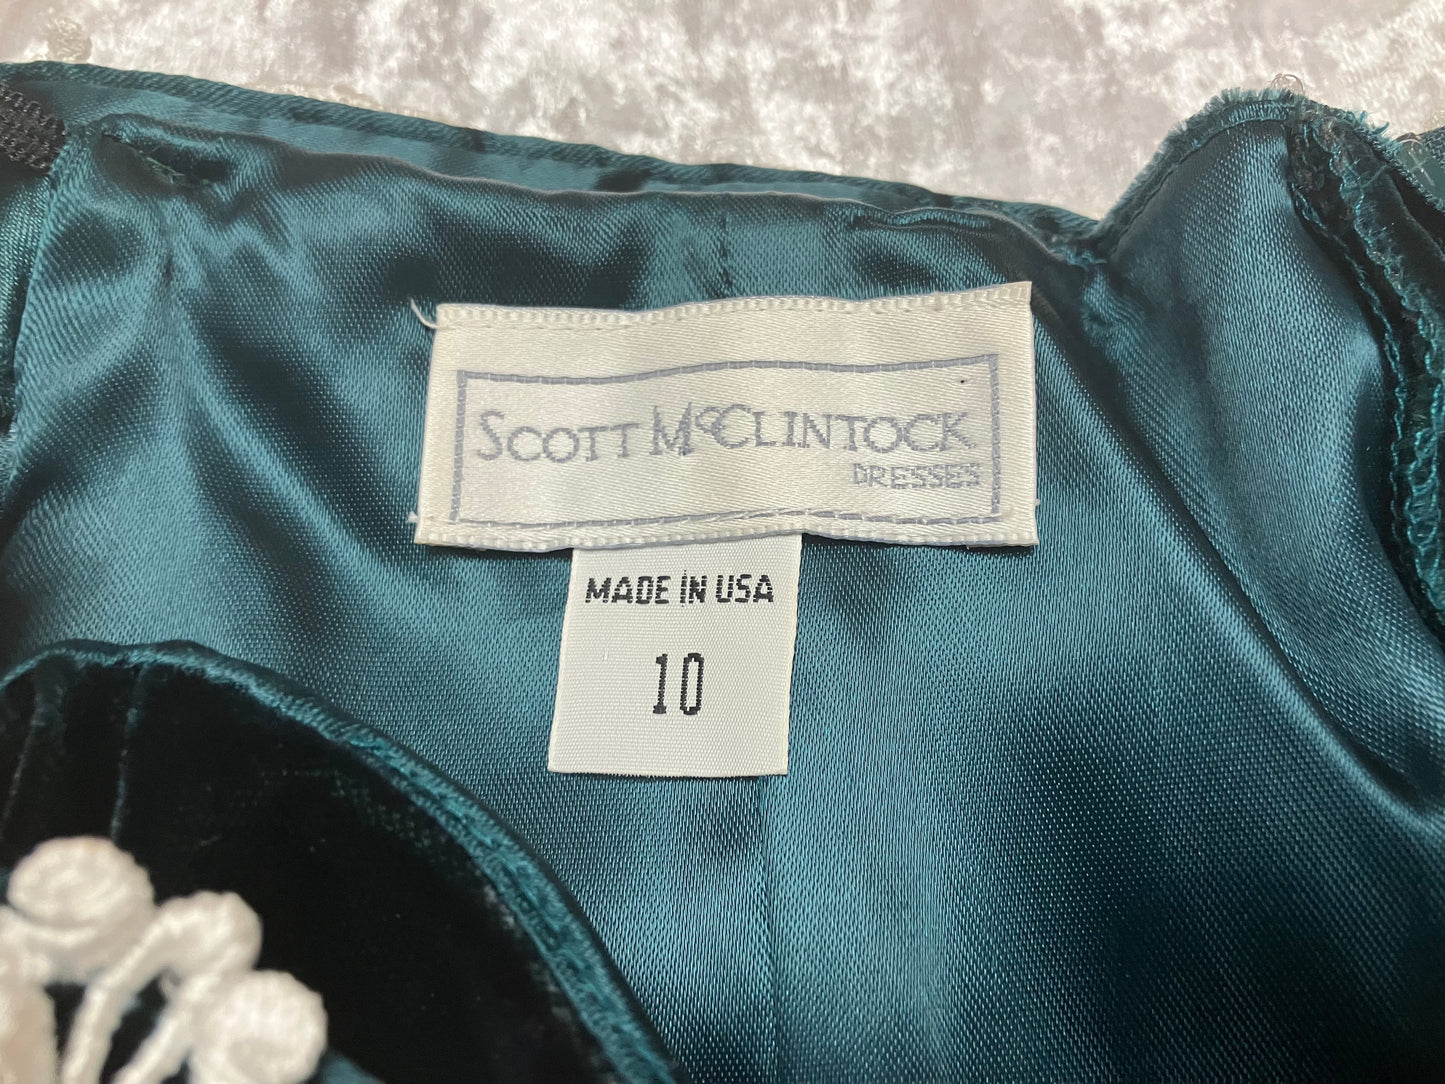 SCOTT McCLINTOCK
DRESSES
MADE IN USA
10